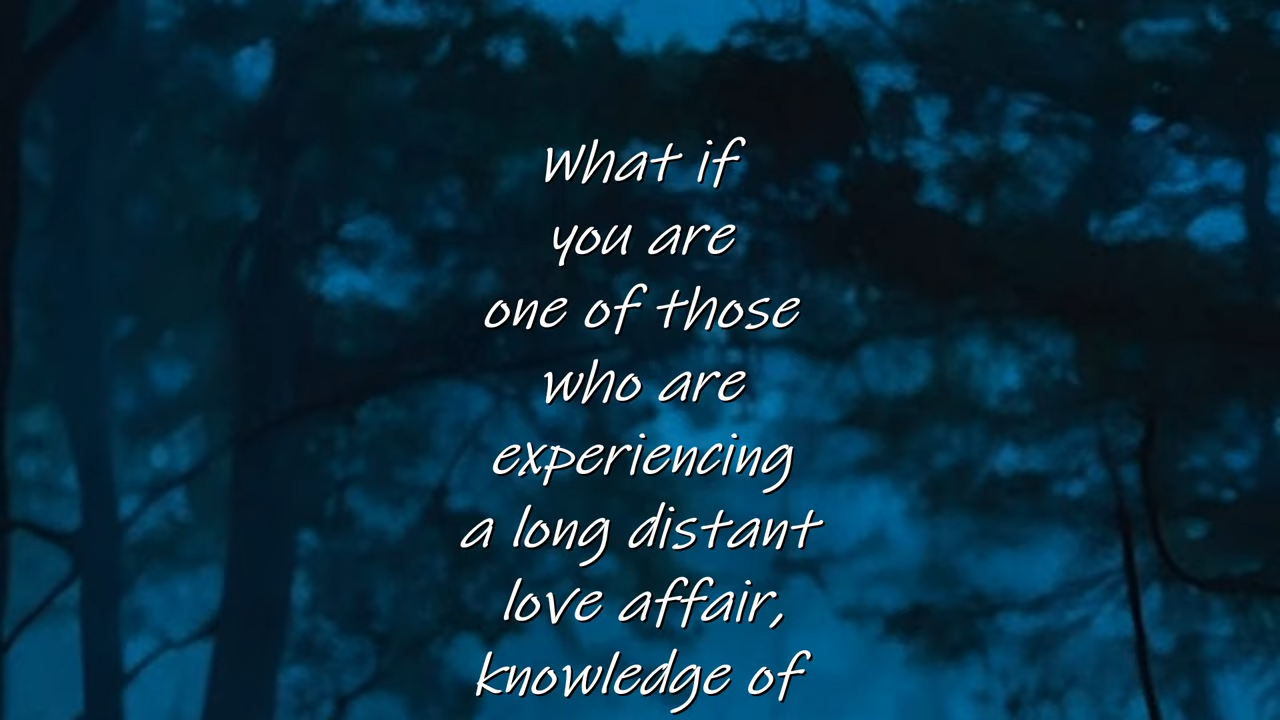 What if
you are
one of those
who are
experiencing
a long distant
love affair,
knowledge of